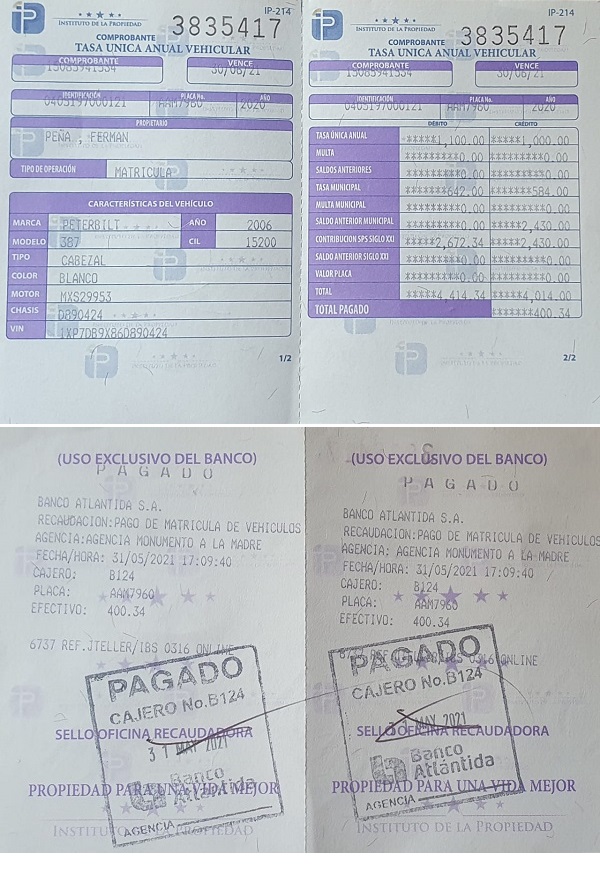 IP-214
iP ★★★★★
INSTITUTO DE LA PROPIEDAD
3835417
COMPROBANTE
TASA UNICA ANUAL VEHICULAR
COMPROBANTE VENCE
15085941534 30/06/21
IDENTIFICACIÓN PLACA No. AÑO
0405197000121 AAM7960 2020
PROPIETARIO
PEÑA , FERMAN
TIPO DE OPERACIÓN MATRICULA
CARACTERÍSTICAS DEL VEHÍCULO
MARCA PETERBILT AÑO 2006
MODELO 387 CIL 15200
TIPO CABEZAL
COLOR BLANCO
MOTOR MXS29953
CHASIS D890424
VIN 1XP7DB9X86D890424
1/2
IP-214
INSTITUTO DE LA PROPIEDAD
3835417
COMPROBANTE
TASA UNICA ANUAL VEHICULAR
COMPROBANTE VENCE
15085941534 30/06/21
IDENTIFICACIÓN PLACA No. AÑO
0405197000121 AAM7960 2020
DÉBITO CRÉDITO
TASA ÚNICA ANUAL *****1,100.00 *****1,000.00
MULTA *********0.00 *********0.00
SALDOS ANTERIORES *********0.00 *********0.00
TASA MUNICIPAL *******642.00 *******584.00
MULTA MUNICIPAL *********0.00 *********0.00
SALDO ANTERIOR MUNICIPAL *********0.00 *****2,430.00
CONTRIBUCION SPS SIGLO XXI *****2,672.34 *****2,430.00
SALDO ANTERIOR SIGLO XXI *********0.00 *********0.00
VALOR PLACA *********0.00 *********0.00
TOTAL *****4,414.34 *****4,014.00
TOTAL PAGADO *******400.34
2/2
(USO EXCLUSIVO DEL BANCO)
PAGADO
BANCO ATLANTIDA S.A.
RECAUDACION:PAGO DE MATRICULA DE VEHICULOS
AGENCIA:AGENCIA MONUMENTO A LA MADRE
FECHA/HORA: 31/05/2021 17:09:40
CAJERO: B124
PLACA: AAM7960
EFECTIVO: 400.34
6737 REF.JTELLER/IBS 0316 ONLINE
PAGADO
CAJERO No.B124
SELLO OFICINA RECAUDADORA
31 MAY 2021
Banco
Atlántida
PROPIEDAD PARA UNA VIDA MEJOR
AGENCIA
INSTITUTO DE LA PROPIEDAD
(USO EXCLUSIVO DEL BANCO)
PAGADO
BANCO ATLANTIDA S.A.
RECAUDACION:PAGO DE MATRICULA DE VEHICULOS
AGENCIA: AGENCIA MONUMENTO A LA MADRE
FECHA/HORA: 31/05/2021 17:09:40
CAJERO: B124
PLACA: AAM7960
EFECTIVO: 400.34
ONLINE
PAGADO
CAJERO No.B124
MAY 2021
SELLO OFICINA RECAUDADORA
Banco
Atlántida
PROPIEDAD PARA UNA VIDA MEJOR
AGENCIA
INSTITUTO DE LA PROPIEDAD